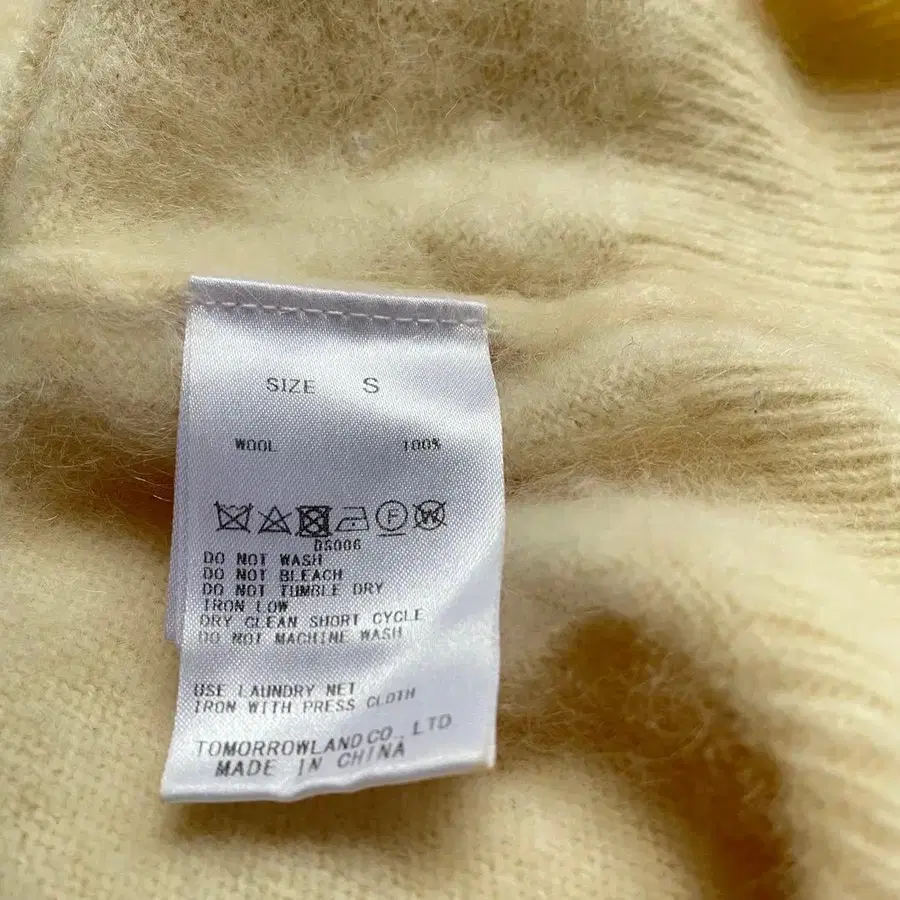 SIZE S
WOOL 100%
F W
DS006
DO NOT WASH
DO NOT BLEACH
DO NOT TUMBLE DRY
IRON LOW
DRY CLEAN SHORT CYCLE
DO NOT MACHINE WASH
USE LAUNDRY NET
IRON WITH PRESS CLOTH
TOMORROWLAND CO., LTD
MADE IN CHINA